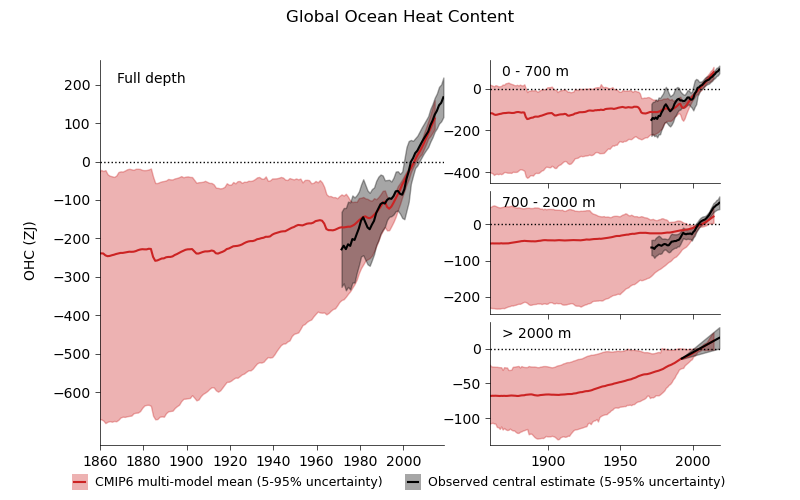 Global Ocean Heat Content
Full depth
200
100
0
−100
−200
−300
−400
−500
−600
OHC (ZJ)
1860 1880 1900 1920 1940 1960 1980 2000
0 - 700 m
0
−200
−400
700 - 2000 m
0
−100
−200
> 2000 m
0
−50
−100
1900 1950 2000
CMIP6 multi-model mean (5-95% uncertainty)
Observed central estimate (5-95% uncertainty)